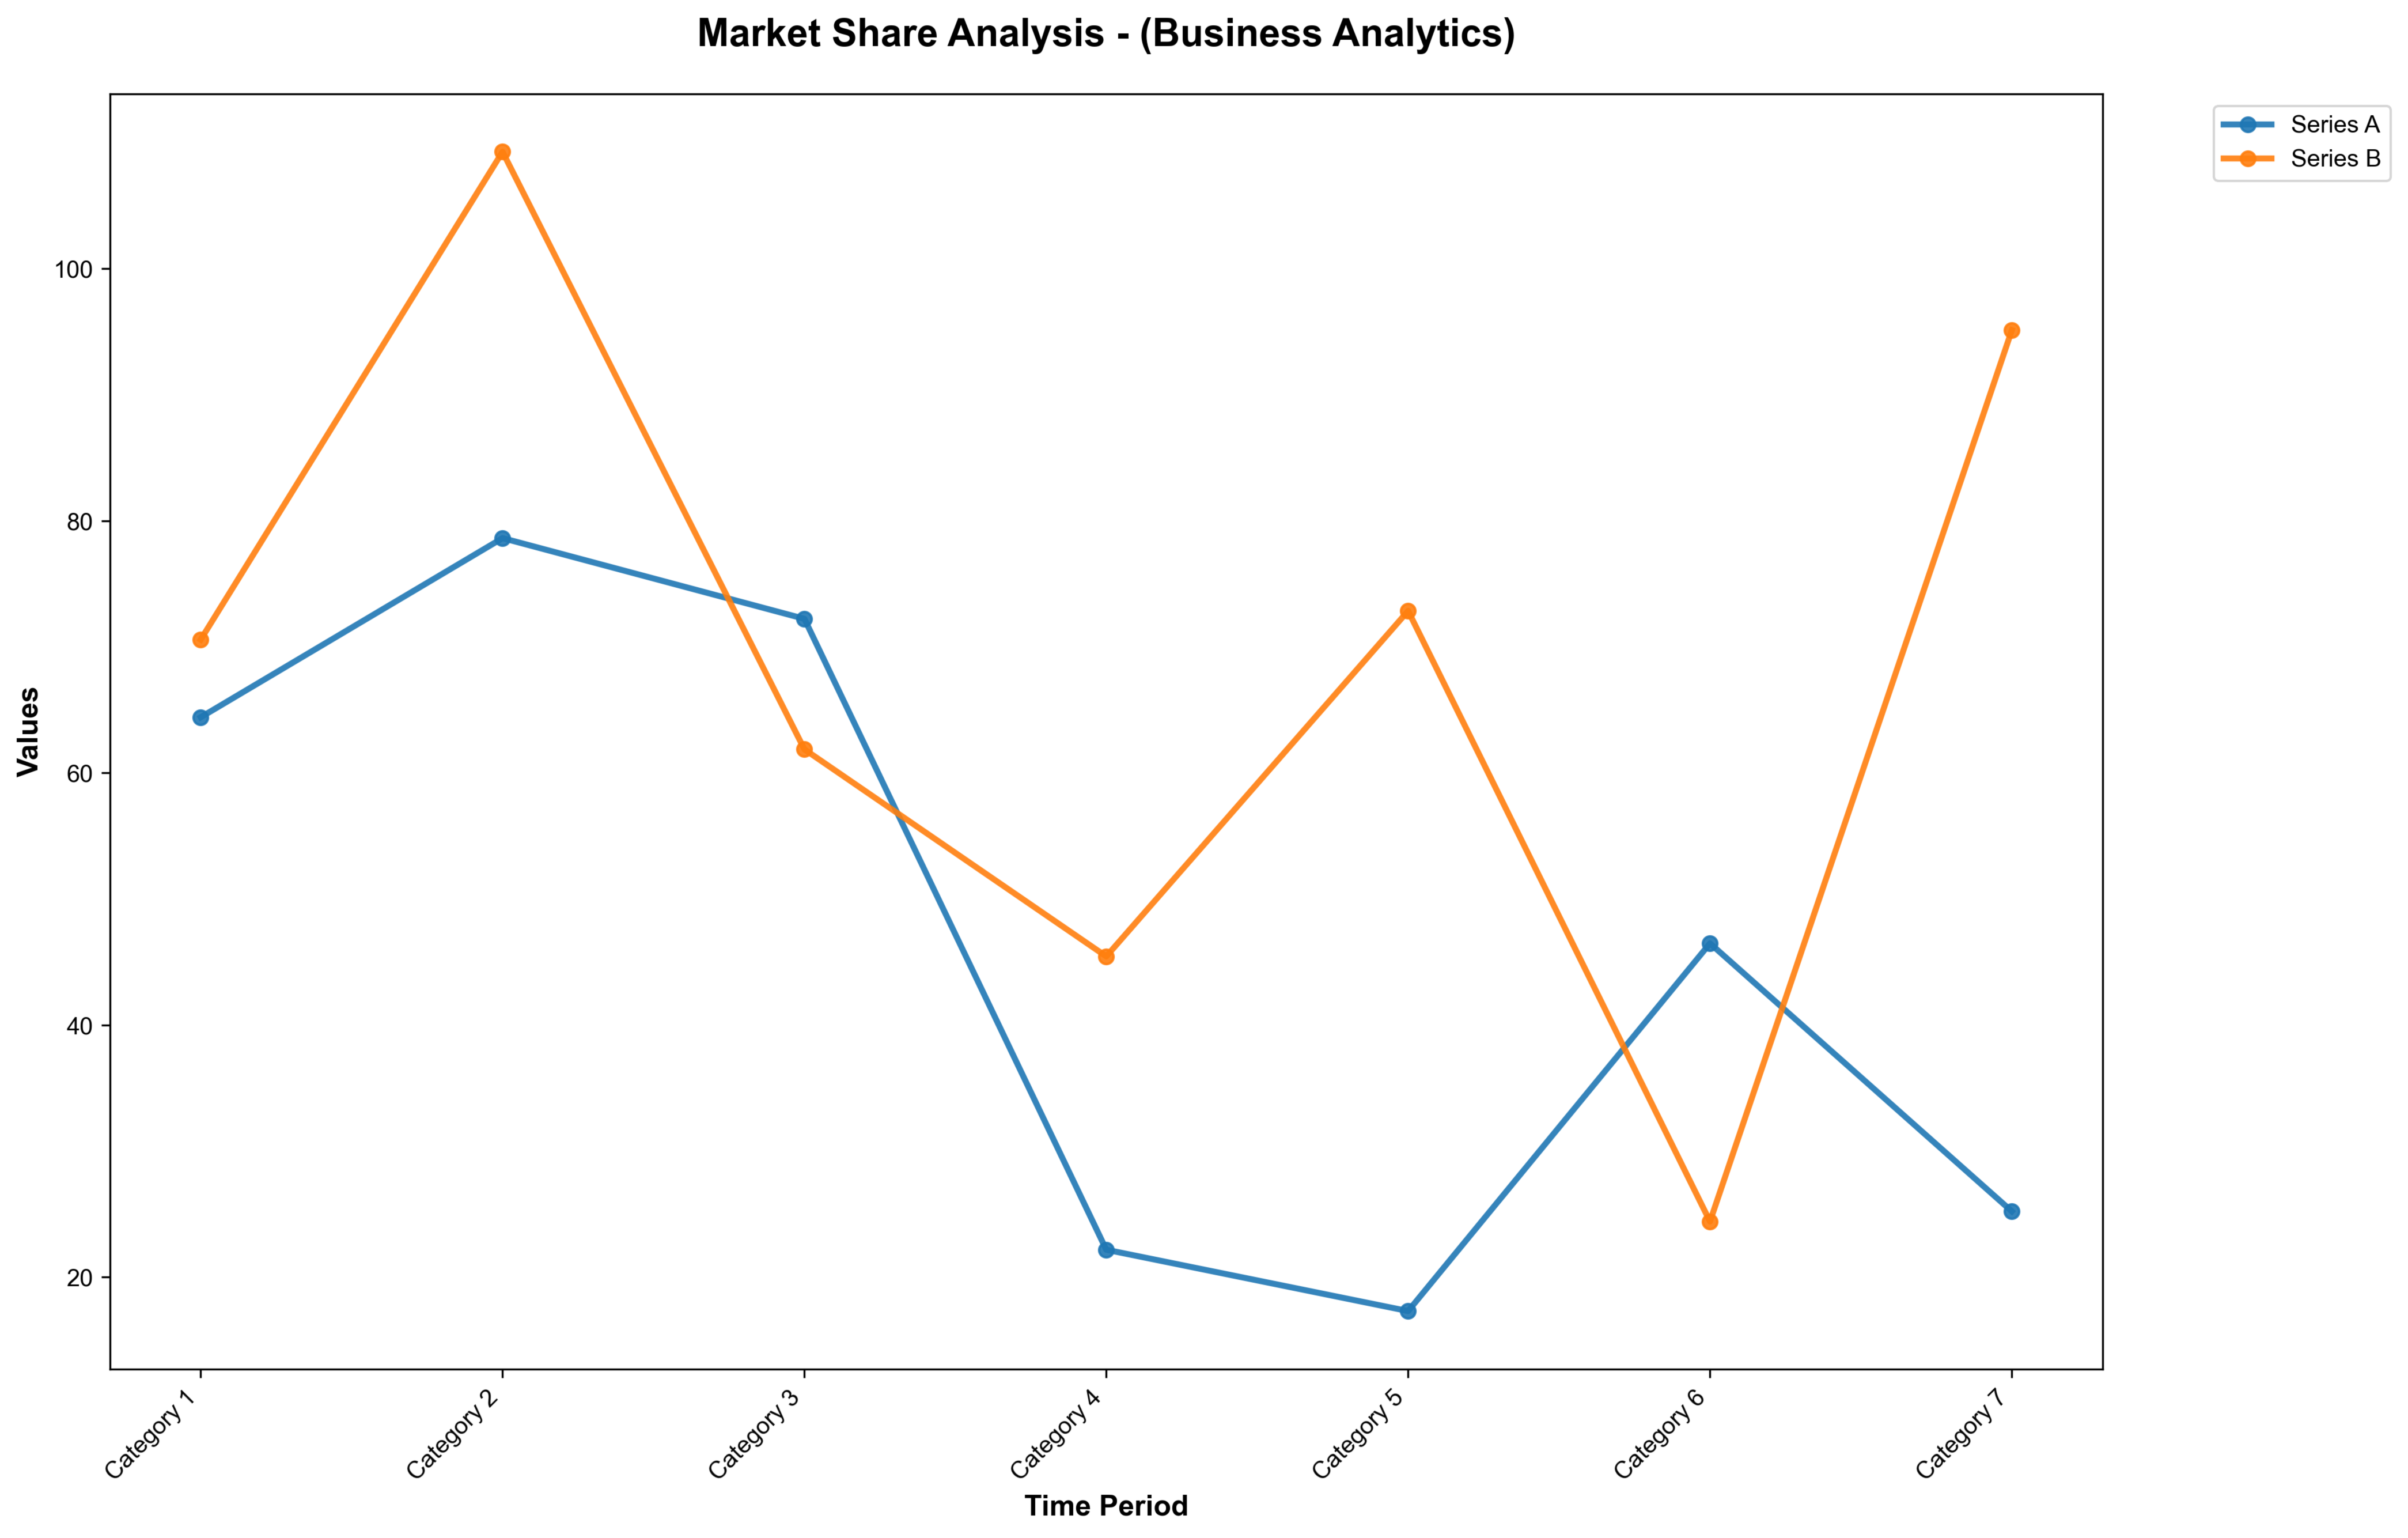 Market Share Analysis - (Business Analytics)
Series A
Series B
Values
100
80
60
40
20
Category 1
Category 2
Category 3
Category 4
Category 5
Category 6
Category 7
Time Period